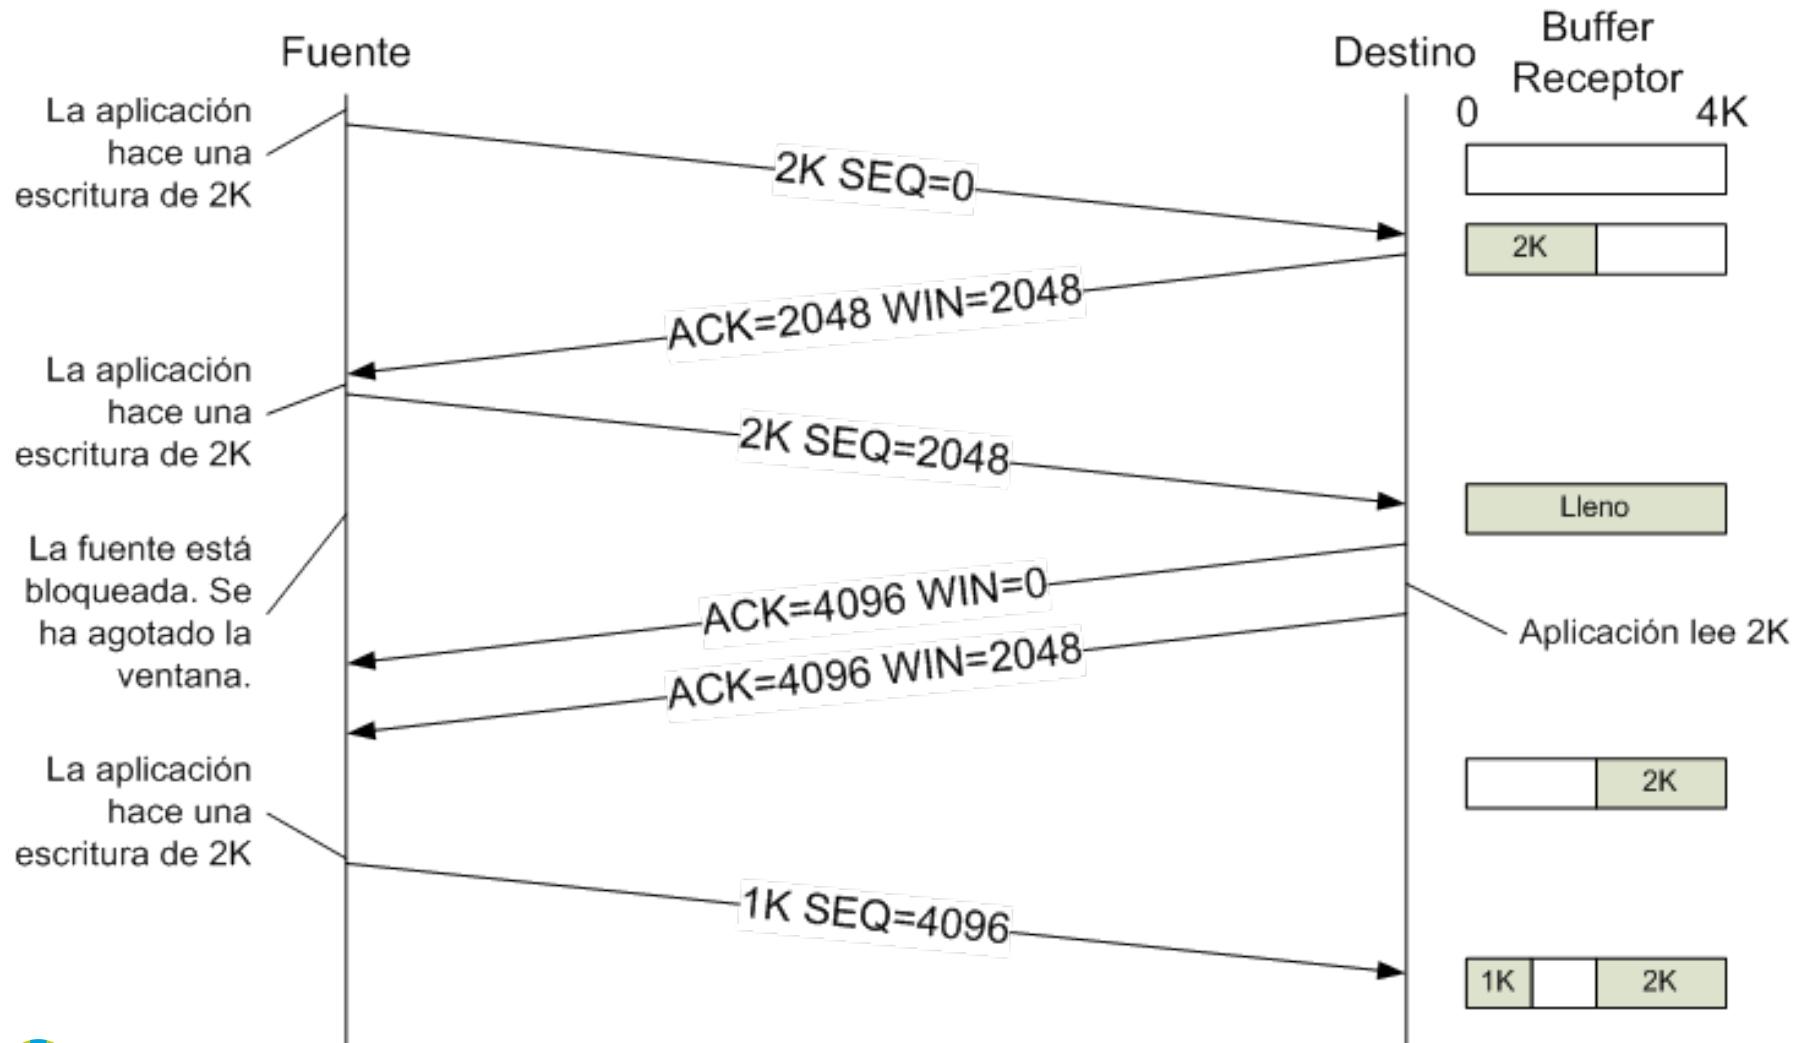 Fuente
Destino
Buffer
Receptor
0 4K
La aplicación
hace una
escritura de 2K
2K SEQ=0
2K
ACK=2048 WIN=2048
La aplicación
hace una
escritura de 2K
2K SEQ=2048
Lleno
La fuente está
bloqueada. Se
ha agotado la
ventana.
ACK=4096 WIN=0
Aplicación lee 2K
ACK=4096 WIN=2048
La aplicación
hace una
escritura de 2K
2K
1K SEQ=4096
1K 2K